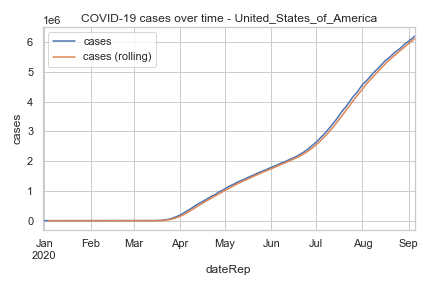 COVID-19 cases over time - United_States_of_America
1e6
cases
cases (rolling)
6
5
4
3
2
1
0
cases
Jan
2020
Feb
Mar
Apr
May
Jun
Jul
Aug
Sep
dateRep